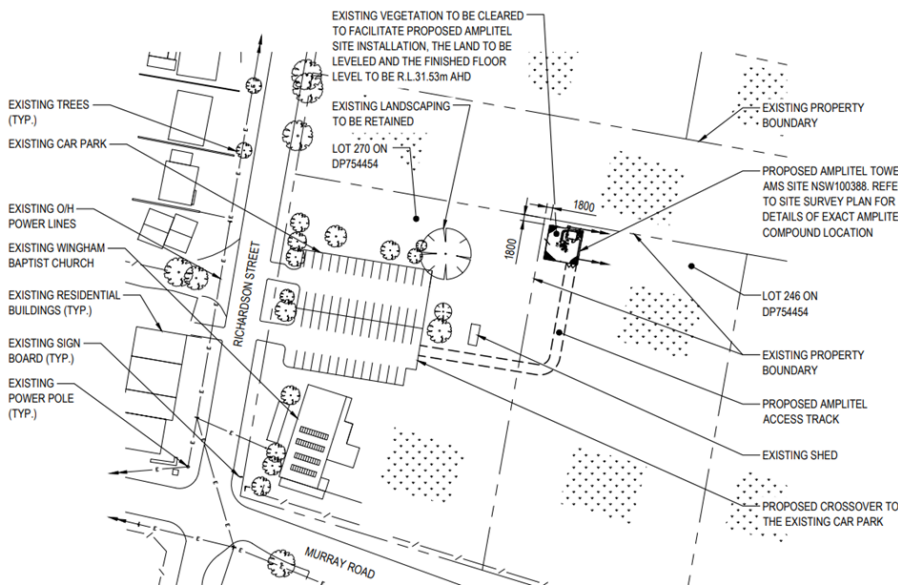 EXISTING VEGETATION TO BE CLEARED
TO FACILITATE PROPOSED AMPLITEL
SITE INSTALLATION, THE LAND TO BE
LEVELED AND THE FINISHED FLOOR
LEVEL TO BE R.L.31.53m AHD
EXISTING LANDSCAPING
TO BE RETAINED
LOT 270 ON
DP754454
EXISTING TREES
(TYP.)
EXISTING CAR PARK
EXISTING O/H
POWER LINES
EXISTING WINGHAM
BAPTIST CHURCH
EXISTING RESIDENTIAL
BUILDINGS (TYP.)
EXISTING SIGN
BOARD (TYP.)
EXISTING
POWER POLE
(TYP.)
RICHARDSON STREET
MURRAY ROAD
1800
1800
EXISTING PROPERTY
BOUNDARY
PROPOSED AMPLITEL TOWE
AMS SITE NSW100388. REFE
TO SITE SURVEY PLAN FOR
DETAILS OF EXACT AMPLITE
COMPOUND LOCATION
LOT 246 ON
DP754454
EXISTING PROPERTY
BOUNDARY
PROPOSED AMPLITEL
ACCESS TRACK
EXISTING SHED
PROPOSED CROSSOVER TO
THE EXISTING CAR PARK